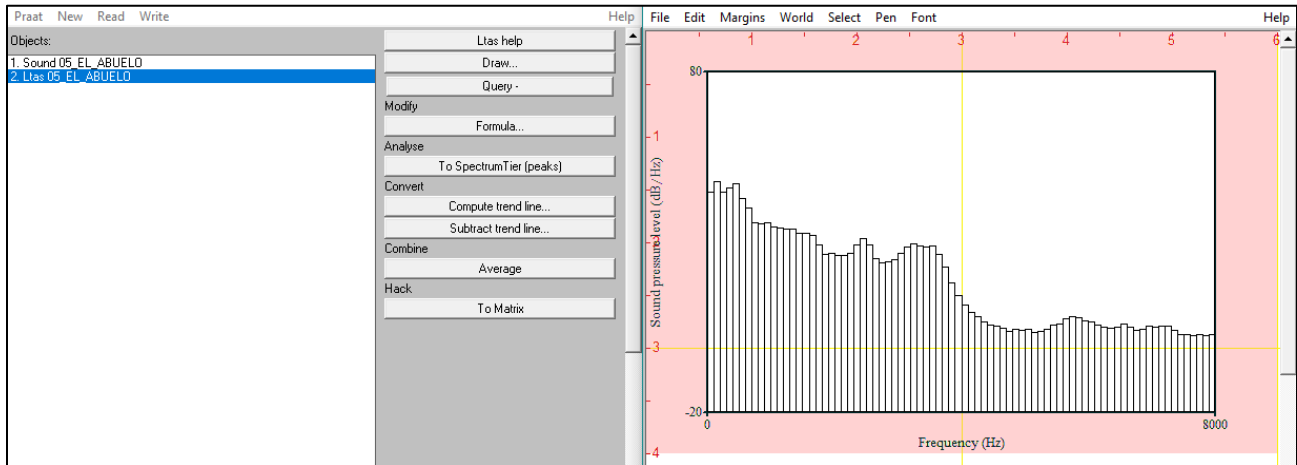 Praat New Read Write Help
Objects:
1. Sound 05_EL_ABUELO
2. Ltas 05_EL_ABUELO
Ltas help
Draw...
Query -
Modify
Formula...
Analyse
To SpectrumTier (peaks)
Convert
Compute trend line...
Subtract trend line...
Combine
Average
Hack
To Matrix
File Edit Margins World Select Pen Font Help
1 2 3 4 5 6
80
1
Sound pressure level (dB/Hz)
3
-20
0 8000
Frequency (Hz)
4